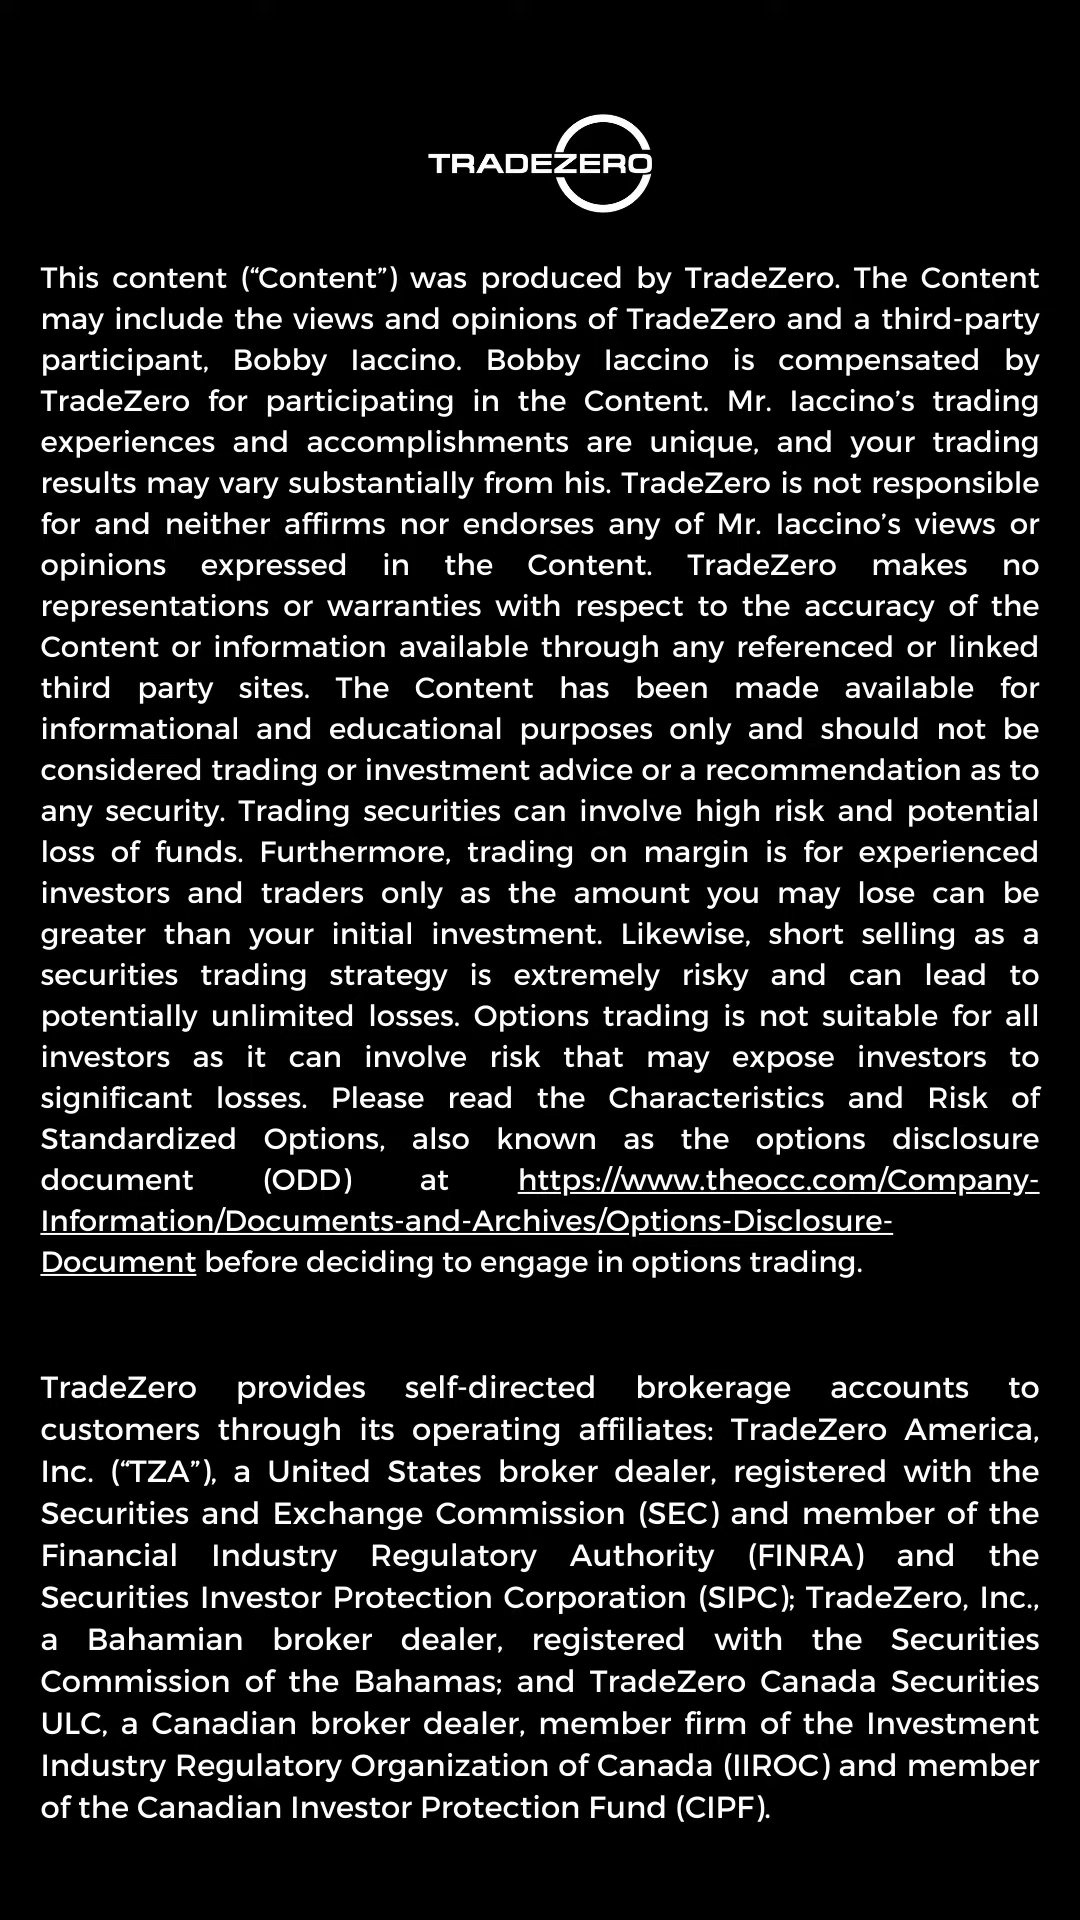 TRADEZERO
This content (“Content”) was produced by TradeZero. The Content
may include the views and opinions of TradeZero and a third-party
participant, Bobby Iaccino. Bobby Iaccino is compensated by
TradeZero for participating in the Content. Mr. Iaccino’s trading
experiences and accomplishments are unique, and your trading
results may vary substantially from his. TradeZero is not responsible
for and neither affirms nor endorses any of Mr. Iaccino’s views or
opinions expressed in the Content. TradeZero makes no
representations or warranties with respect to the accuracy of the
Content or information available through any referenced or linked
third party sites. The Content has been made available for
informational and educational purposes only and should not be
considered trading or investment advice or a recommendation as to
any security. Trading securities can involve high risk and potential
loss of funds. Furthermore, trading on margin is for experienced
investors and traders only as the amount you may lose can be
greater than your initial investment. Likewise, short selling as a
securities trading strategy is extremely risky and can lead to
potentially unlimited losses. Options trading is not suitable for all
investors as it can involve risk that may expose investors to
significant losses. Please read the Characteristics and Risk of
Standardized Options, also known as the options disclosure
document (ODD) at https://www.theocc.com/Company-
Information/Documents-and-Archives/Options-Disclosure-
Document before deciding to engage in options trading.
TradeZero provides self-directed brokerage accounts to
customers through its operating affiliates: TradeZero America,
Inc. (“TZA”), a United States broker dealer, registered with the
Securities and Exchange Commission (SEC) and member of the
Financial Industry Regulatory Authority (FINRA) and the
Securities Investor Protection Corporation (SIPC); TradeZero, Inc.,
a Bahamian broker dealer, registered with the Securities
Commission of the Bahamas; and TradeZero Canada Securities
ULC, a Canadian broker dealer, member firm of the Investment
Industry Regulatory Organization of Canada (IIROC) and member
of the Canadian Investor Protection Fund (CIPF).